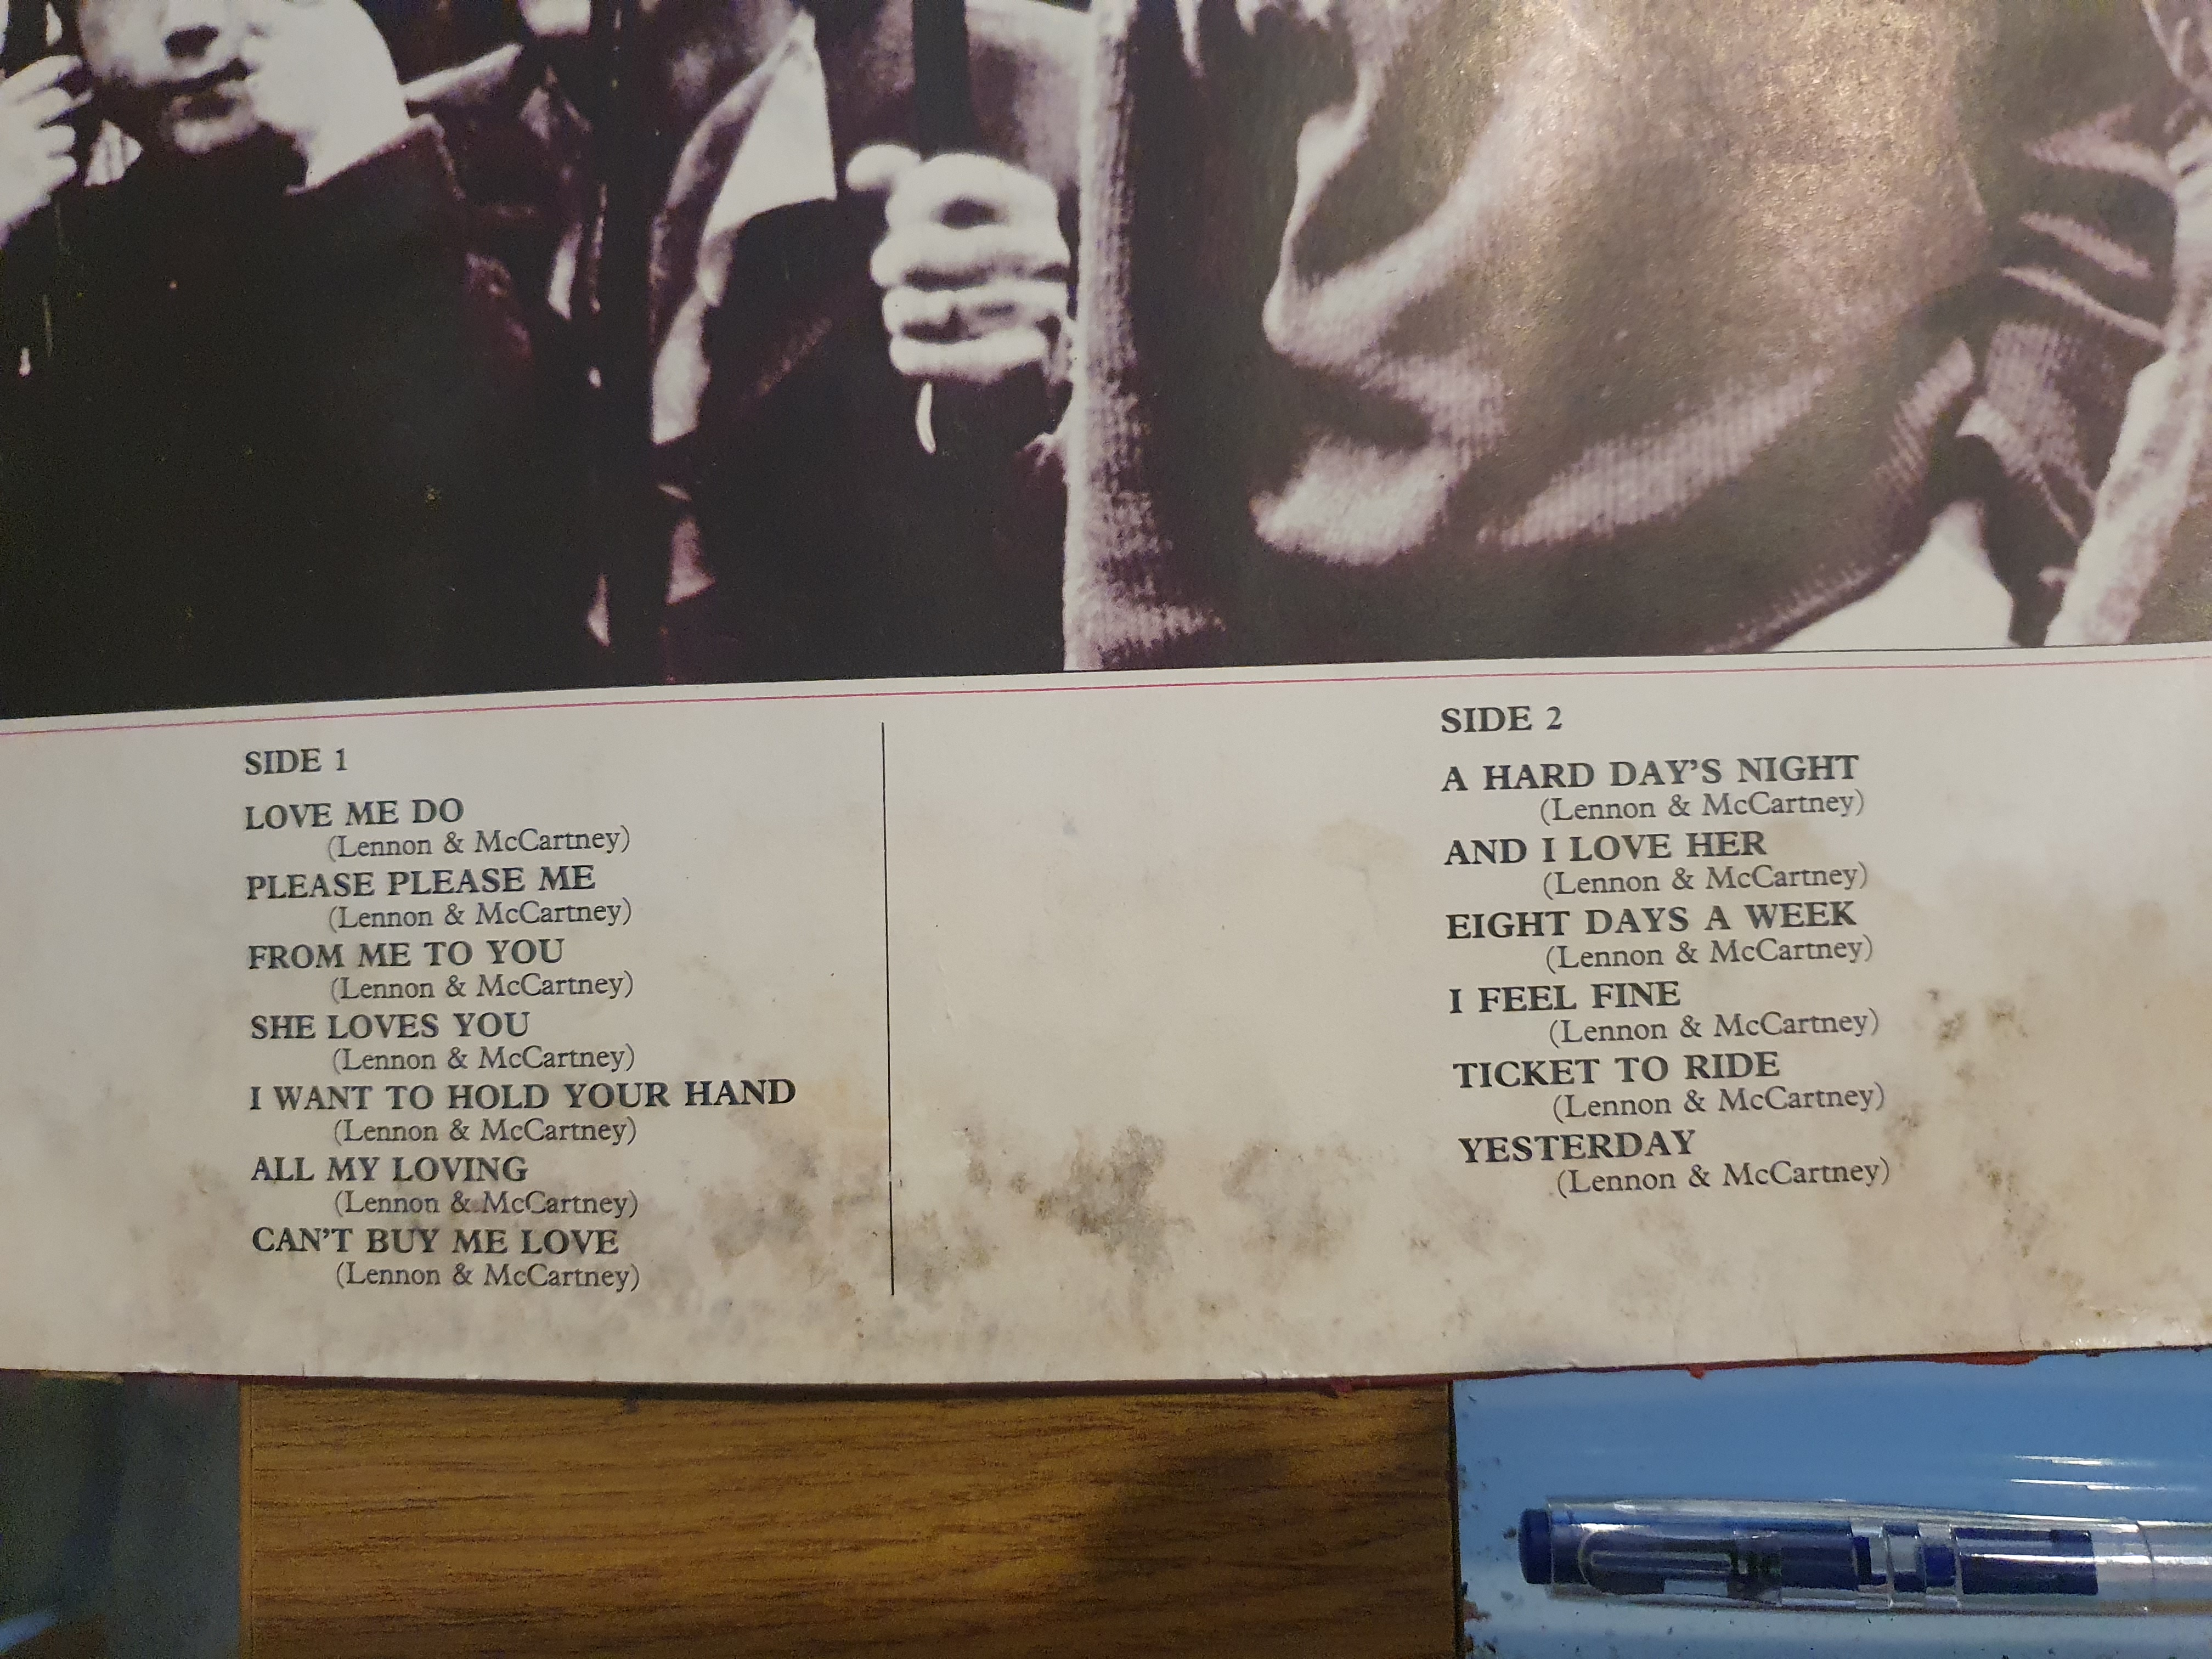 SIDE 1
LOVE ME DO
(Lennon & McCartney)
PLEASE PLEASE ME
(Lennon & McCartney)
FROM ME TO YOU
(Lennon & McCartney)
SHE LOVES YOU
(Lennon & McCartney)
I WANT TO HOLD YOUR HAND
(Lennon & McCartney)
ALL MY LOVING
(Lennon & McCartney)
CAN'T BUY ME LOVE
(Lennon & McCartney)
SIDE 2
A HARD DAY'S NIGHT
(Lennon & McCartney)
AND I LOVE HER
(Lennon & McCartney)
EIGHT DAYS A WEEK
(Lennon & McCartney)
I FEEL FINE
(Lennon & McCartney)
TICKET TO RIDE
(Lennon & McCartney)
YESTERDAY
(Lennon & McCartney)